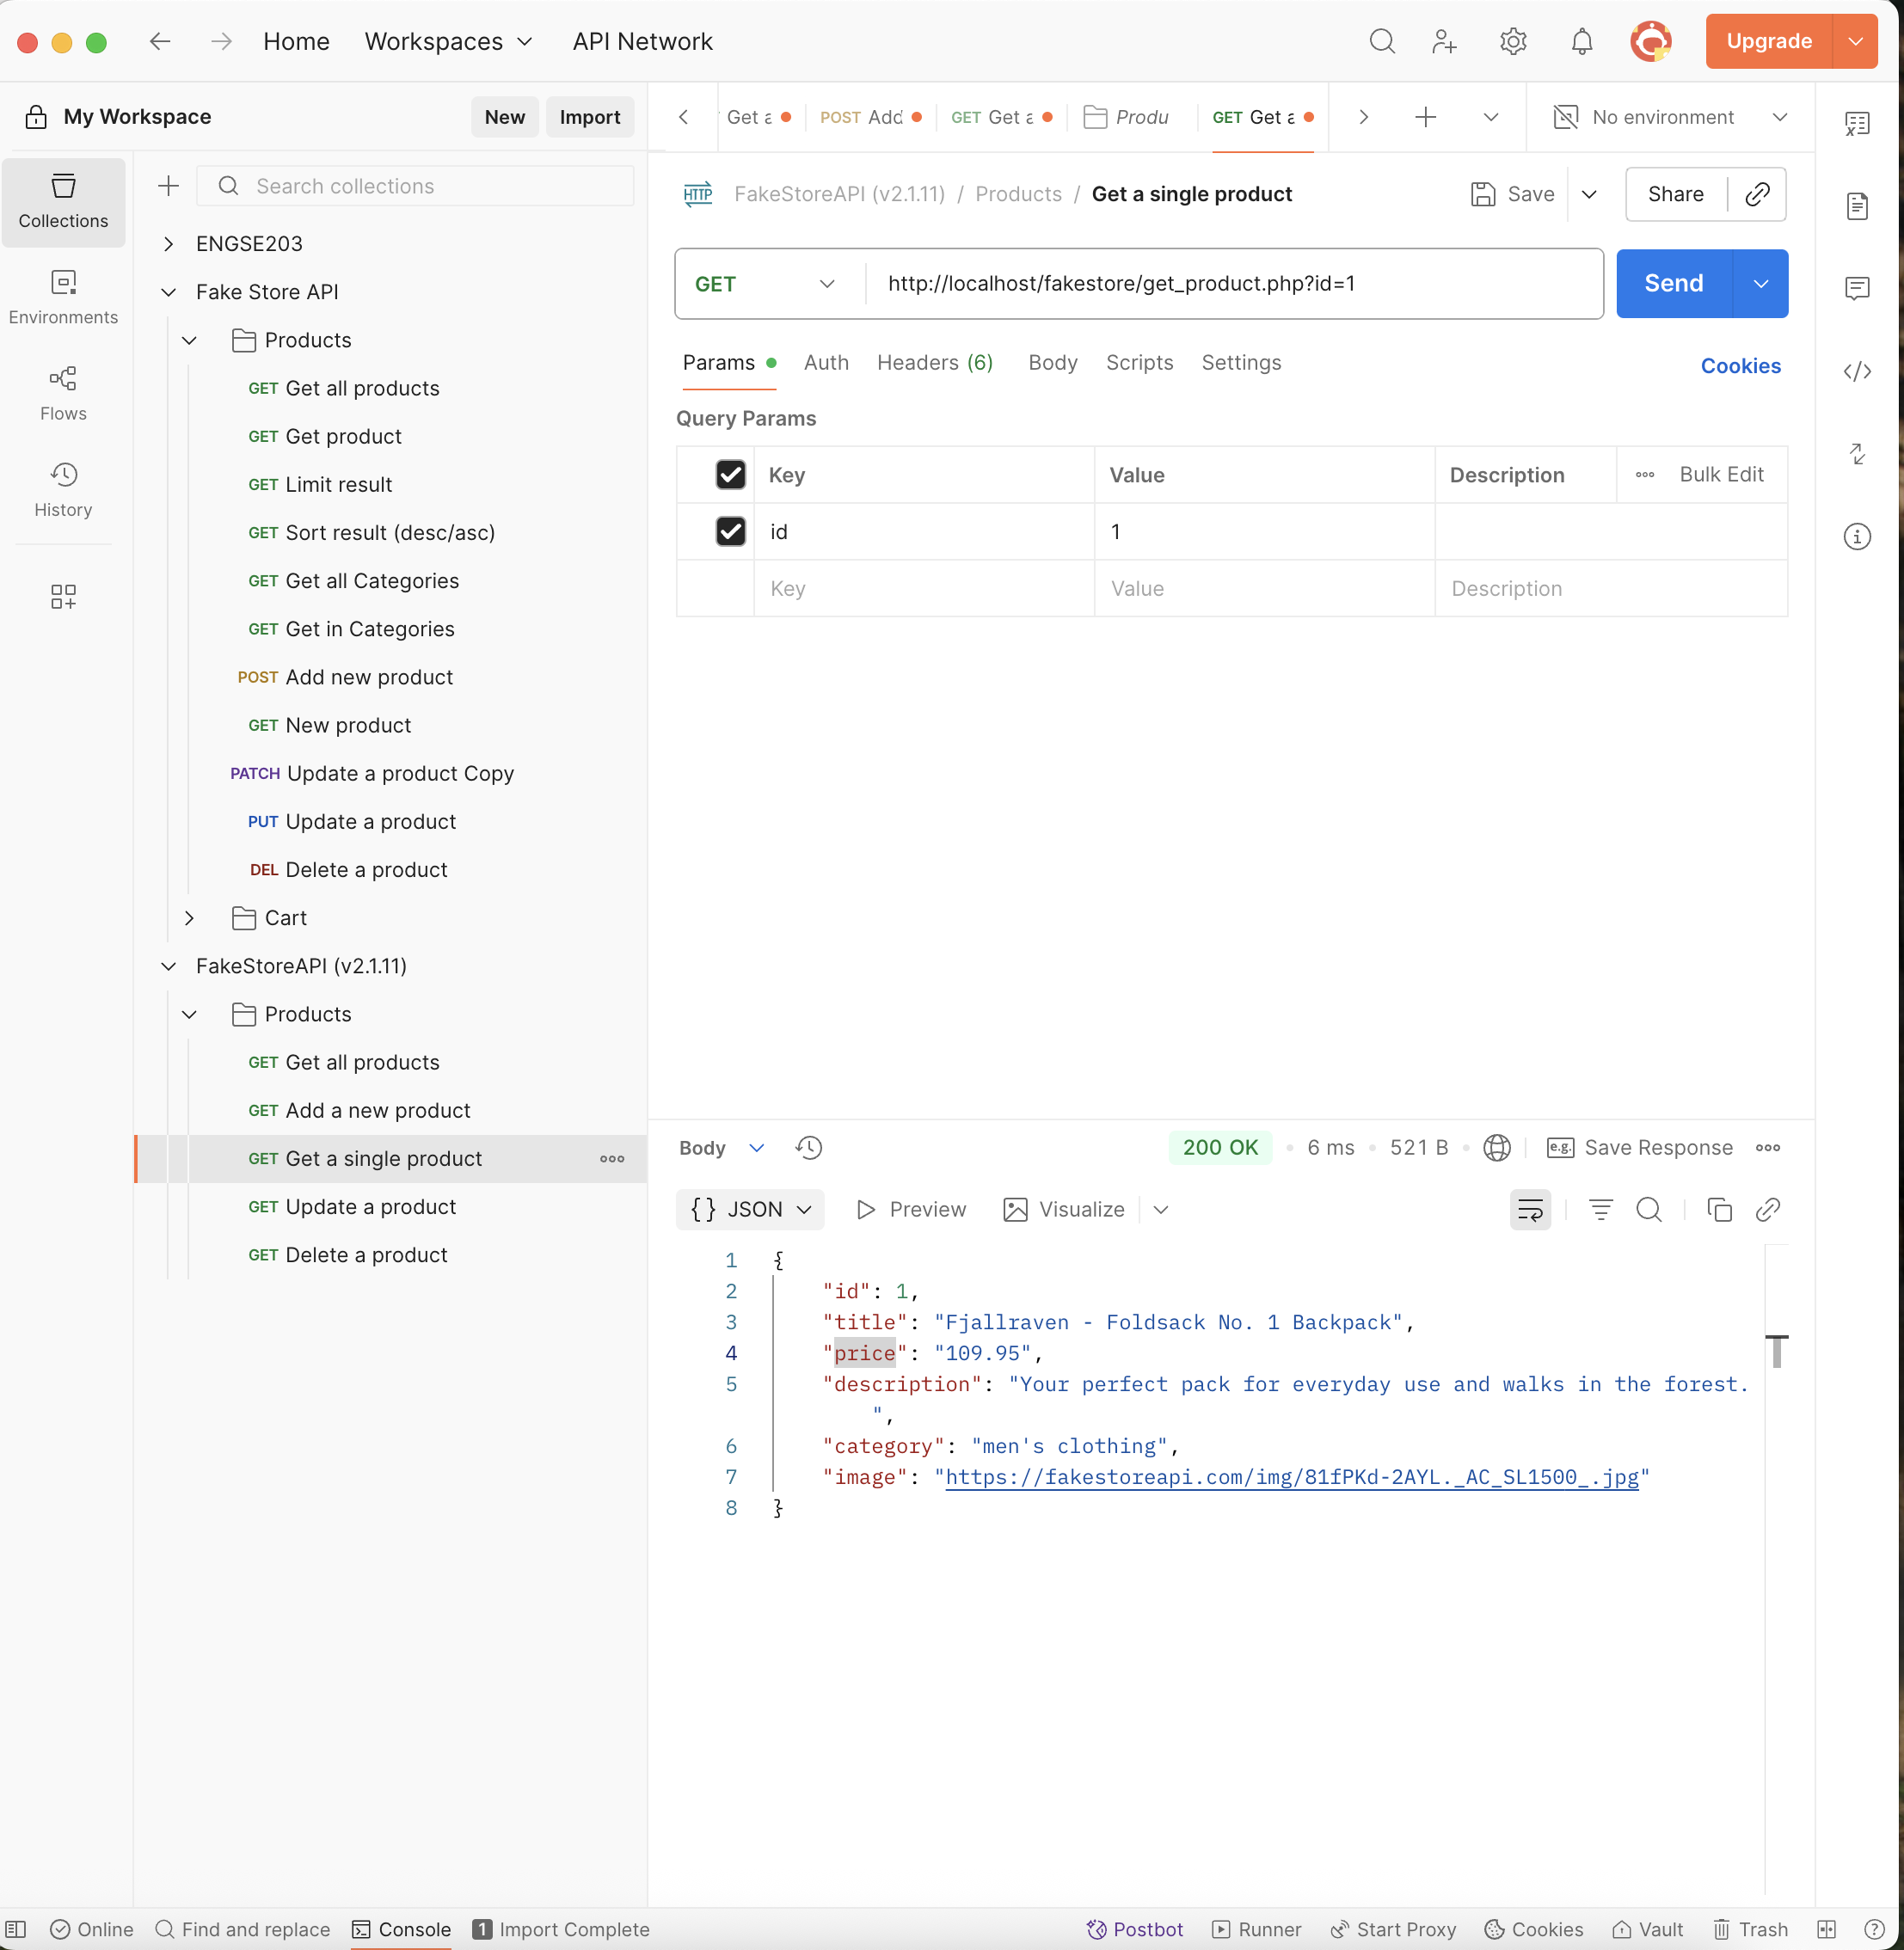 Home Workspaces API Network Upgrade
My Workspace New Import
Get a POST Add GET Get a Produ GET Get a No environment
Collections
Environments
Flows
History
Search collections
ENGSE203
Fake Store API
Products
GET Get all products
GET Get product
GET Limit result
GET Sort result (desc/asc)
GET Get all Categories
GET Get in Categories
POST Add new product
GET New product
PATCH Update a product Copy
PUT Update a product
DEL Delete a product
Cart
FakeStoreAPI (v2.1.11)
Products
GET Get all products
GET Add a new product
GET Get a single product
GET Update a product
GET Delete a product
HTTP FakeStoreAPI (v2.1.11) / Products / Get a single product Save Share
GET http://localhost/fakestore/get_product.php?id=1 Send
Params Auth Headers (6) Body Scripts Settings Cookies
Query Params
Key Value Description Bulk Edit
id 1
Key Value Description
Body 200 OK 6 ms 521 B e.g. Save Response
{} JSON Preview Visualize
1 {
2 "id": 1,
3 "title": "Fjallraven - Foldsack No. 1 Backpack",
4 "price": "109.95",
5 "description": "Your perfect pack for everyday use and walks in the forest.
",
6 "category": "men's clothing",
7 "image": "https://fakestoreapi.com/img/81fPKd-2AYL._AC_SL1500_.jpg"
8 }
Online Find and replace Console 1 Import Complete Postbot Runner Start Proxy Cookies Vault Trash